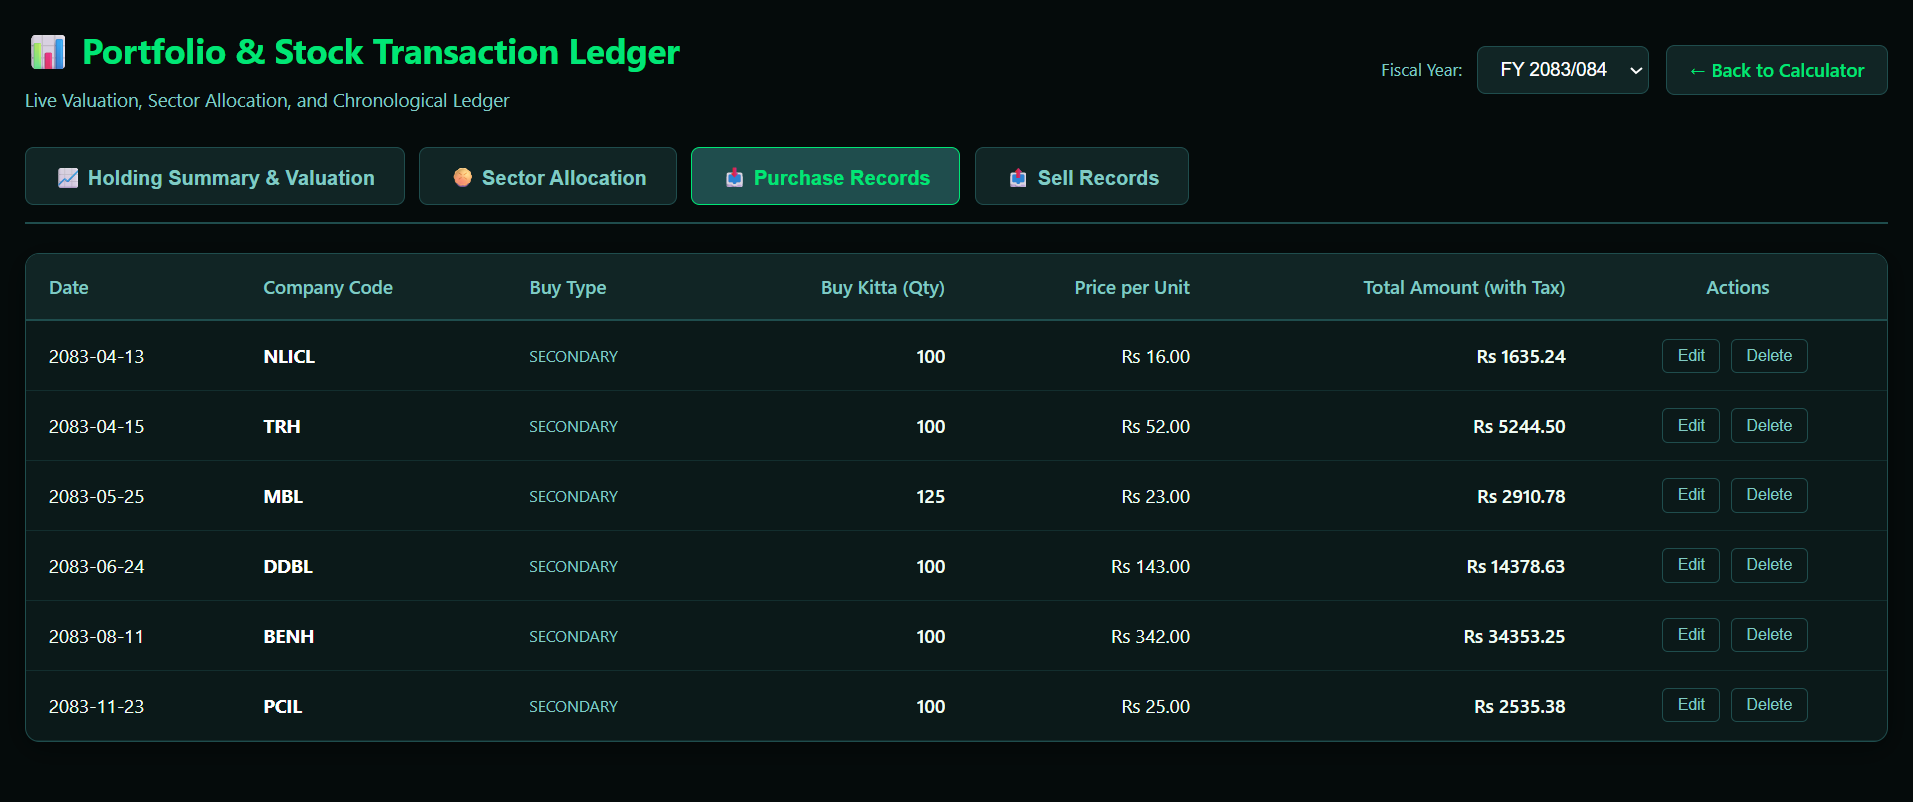 Portfolio & Stock Transaction Ledger
Live Valuation, Sector Allocation, and Chronological Ledger
Fiscal Year: FY 2083/084 ← Back to Calculator
Holding Summary & Valuation Sector Allocation Purchase Records Sell Records
Date Company Code Buy Type Buy Kitta (Qty) Price per Unit Total Amount (with Tax) Actions
2083-04-13 NLICL SECONDARY 100 Rs 16.00 Rs 1635.24 Edit Delete
2083-04-15 TRH SECONDARY 100 Rs 52.00 Rs 5244.50 Edit Delete
2083-05-25 MBL SECONDARY 125 Rs 23.00 Rs 2910.78 Edit Delete
2083-06-24 DDBL SECONDARY 100 Rs 143.00 Rs 14378.63 Edit Delete
2083-08-11 BENH SECONDARY 100 Rs 342.00 Rs 34353.25 Edit Delete
2083-11-23 PCIL SECONDARY 100 Rs 25.00 Rs 2535.38 Edit Delete